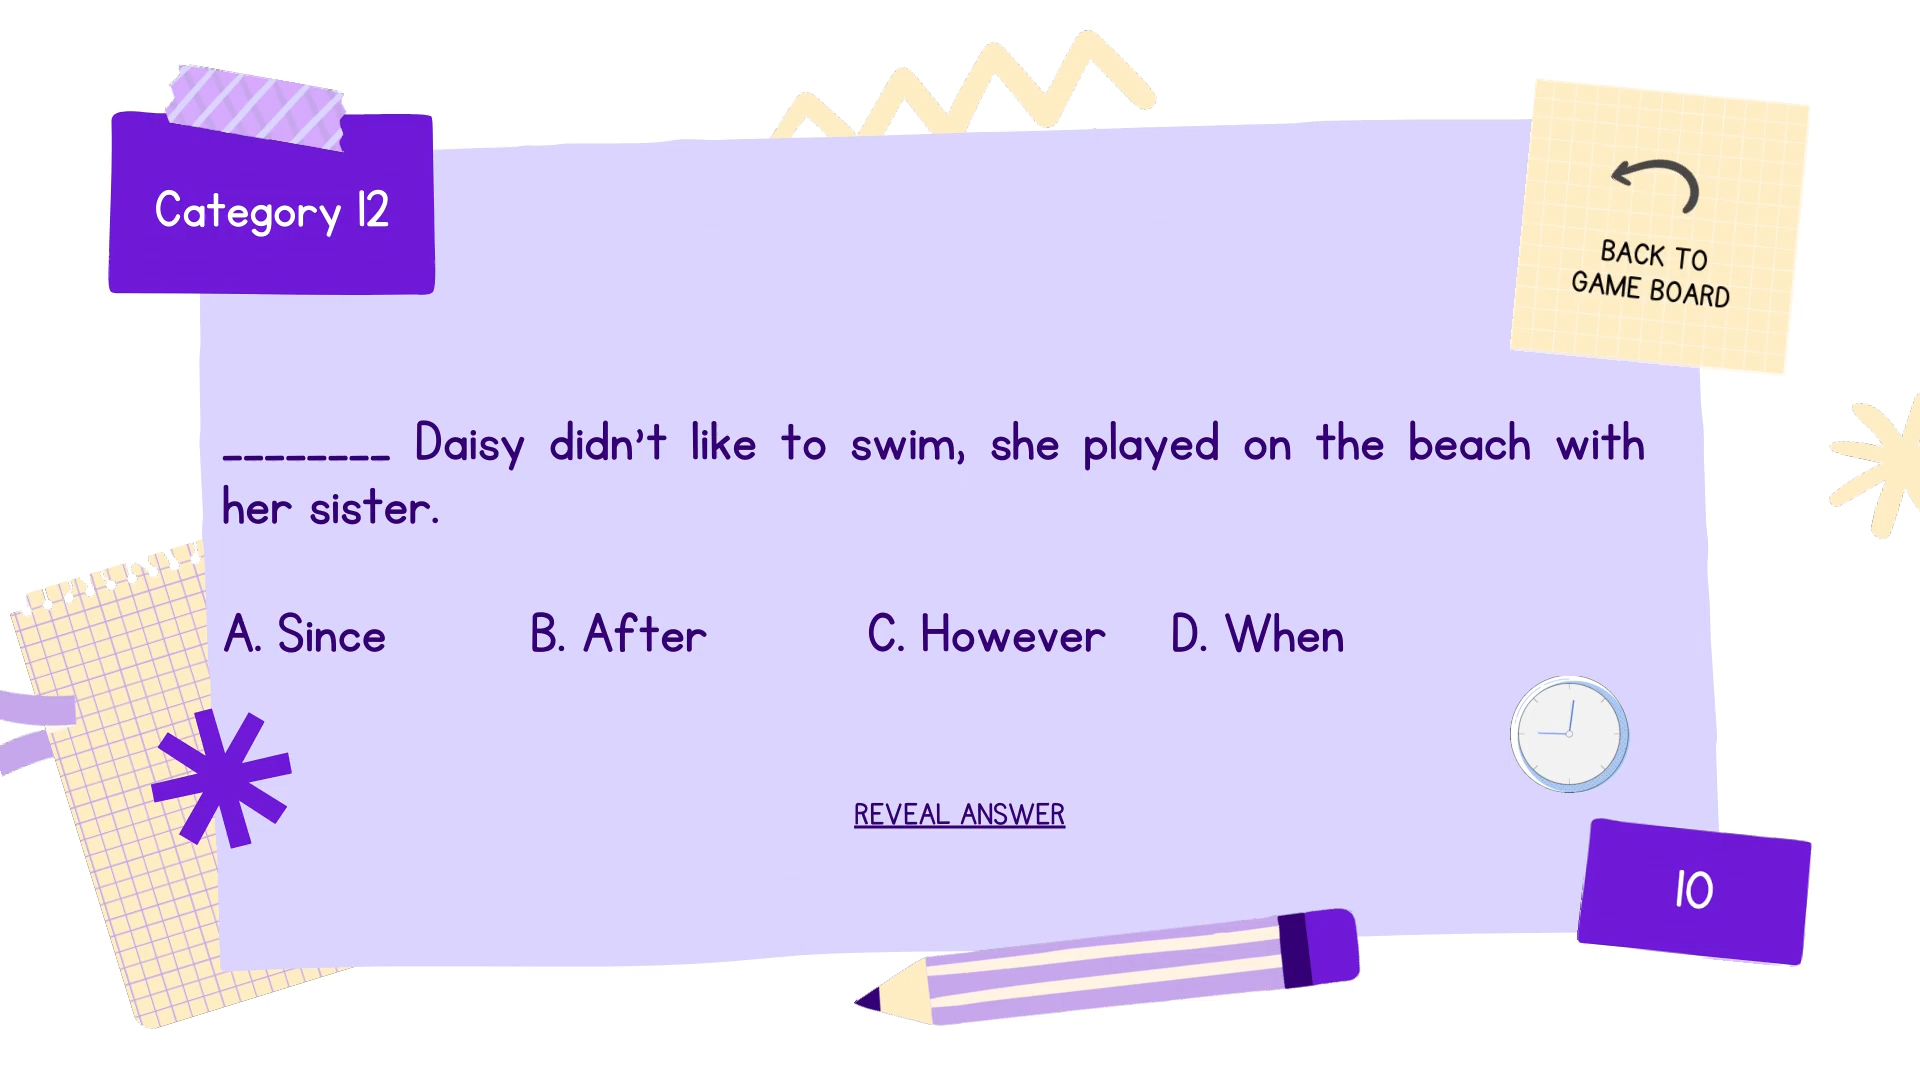 Category 12
BACK TO
GAME BOARD
________ Daisy didn't like to swim, she played on the beach with
her sister.
A. Since B. After C. However D. When
REVEAL ANSWER
10